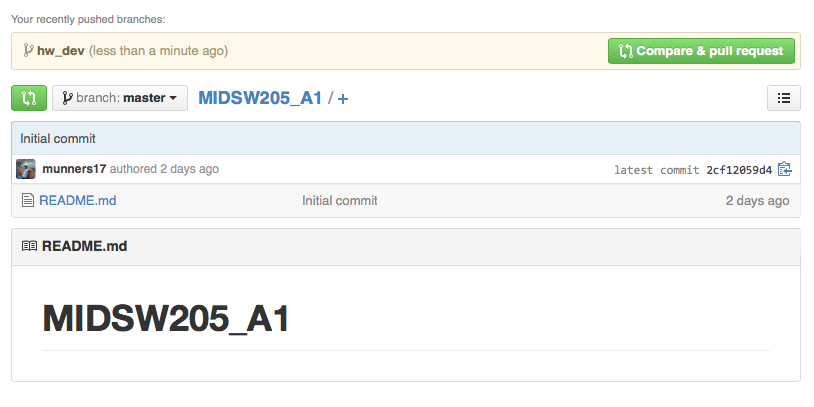 Your recently pushed branches:
hw_dev (less than a minute ago) Compare & pull request
branch: master MIDSW205_A1 / +
Initial commit
munners17 authored 2 days ago latest commit 2cf12059d4
README.md Initial commit 2 days ago
README.md
MIDSW205_A1